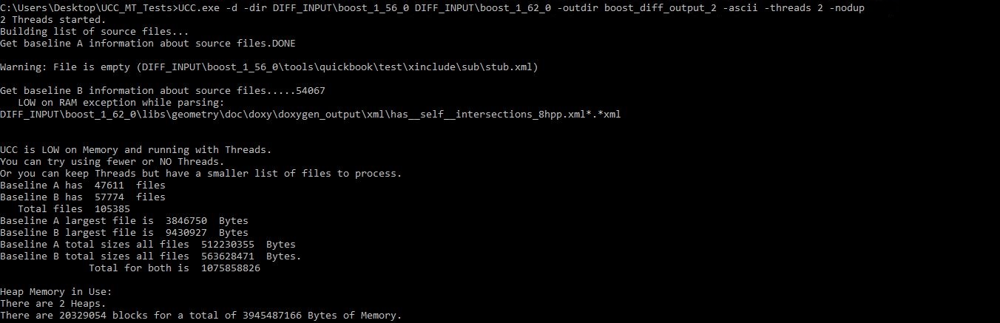 C:\Users\Desktop\UCC_MT_Tests>UCC.exe -d -dir DIFF_INPUT\boost_1_56_0 DIFF_INPUT\boost_1_62_0 -outdir boost_diff_output_2 -ascii -threads 2 -nodup
2 Threads started.
Building list of source files...
Get baseline A information about source files.DONE
Warning: File is empty (DIFF_INPUT\boost_1_56_0\tools\quickbook\test\xinclude\sub\stub.xml)
Get baseline B information about source files.....54067
LOW on RAM exception while parsing:
DIFF_INPUT\boost_1_62_0\libs\geometry\doc\doxy\doxygen_output\xml\has__self__intersections_8hpp.xml*.*xml
UCC is LOW on Memory and running with Threads.
You can try using fewer or NO Threads.
Or you can keep Threads but have a smaller list of files to process.
Baseline A has  47611  files
Baseline B has  57774  files
Total files  105385
Baseline A largest file is  3846750  Bytes
Baseline B largest file is  9430927  Bytes
Baseline A total sizes all files  512230355  Bytes
Baseline B total sizes all files  563628471  Bytes.
Total for both is  1075858826
Heap Memory in Use:
There are 2 Heaps.
There are 20329054 blocks for a total of 3945487166 Bytes of Memory.